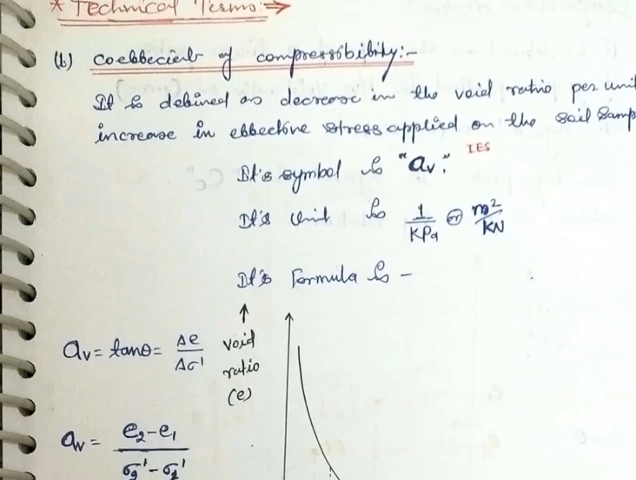 * Technical Terms:→
(b) coefficient of compressibility:-
It is defined as decrease in the void ratio per unit
increase in effective stress applied on the soil samp
It's symbol is "av". IES
It's Unit is 1/KPa or m²/KN
It's Formula is -
av = tanθ = Δe/Δσ'
void
ratio
(e)
av = e2-e1/σ2'-σ1'